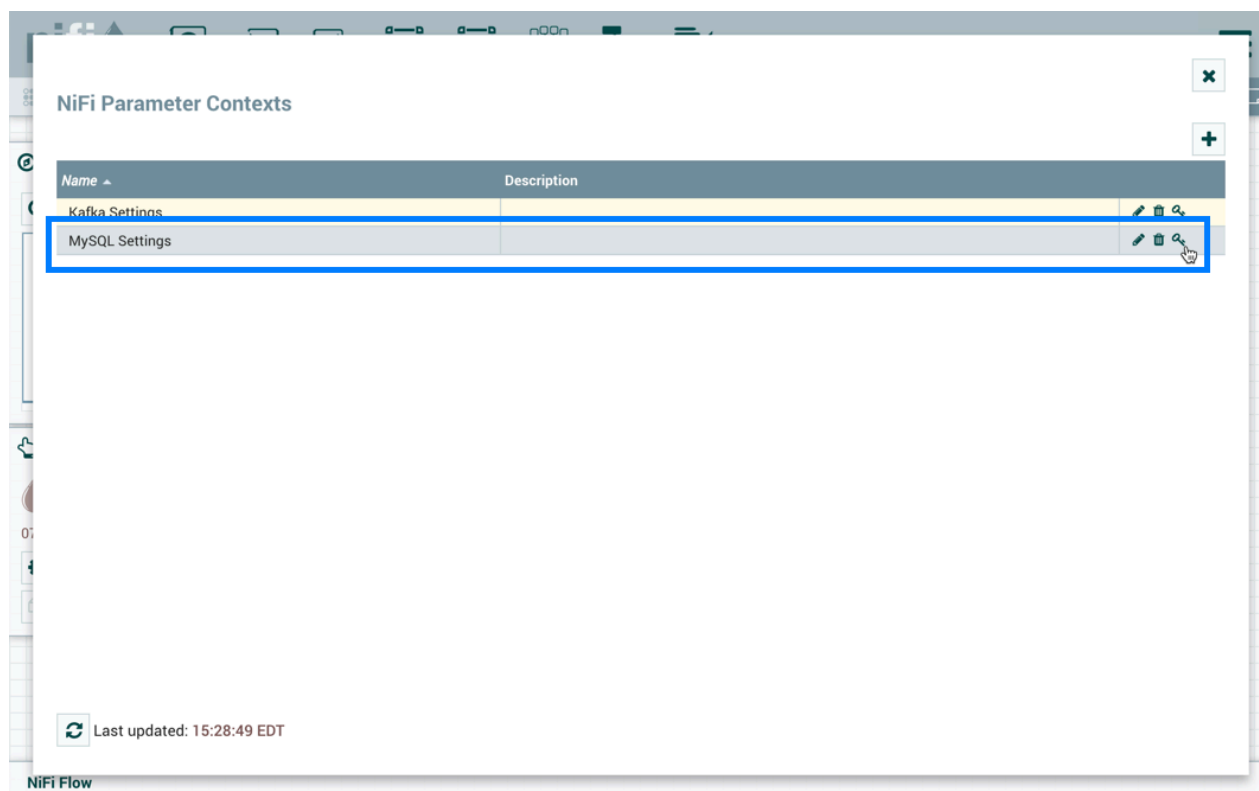 NiFi Parameter Contexts
Name Description
Kafka Settings
MySQL Settings
Last updated: 15:28:49 EDT
NiFi Flow